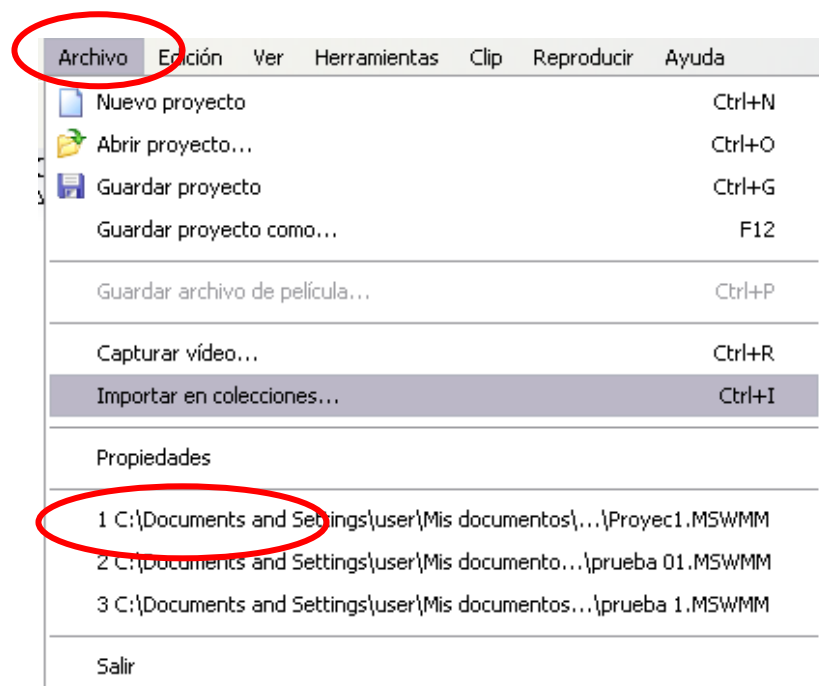 Archivo Edición Ver Herramientas Clip Reproducir Ayuda
Nuevo proyecto Ctrl+N
Abrir proyecto... Ctrl+O
Guardar proyecto Ctrl+G
Guardar proyecto como... F12
Guardar archivo de película... Ctrl+P
Capturar vídeo... Ctrl+R
Importar en colecciones... Ctrl+I
Propiedades
1 C:\Documents and Settings\user\Mis documentos\...\Proyec1.MSWMM
2 C:\Documents and Settings\user\Mis documento...\prueba 01.MSWMM
3 C:\Documents and Settings\user\Mis documentos...\prueba 1.MSWMM
Salir